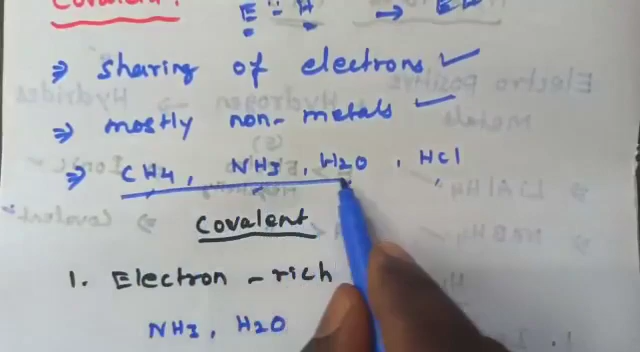 Covalent :
E H →
⇒ sharing of electrons ✓
⇒ mostly non-metals ✓
⇒ CH4, NH3, H2O, HCl
Covalent
1. Electron-rich
NH3, H2O